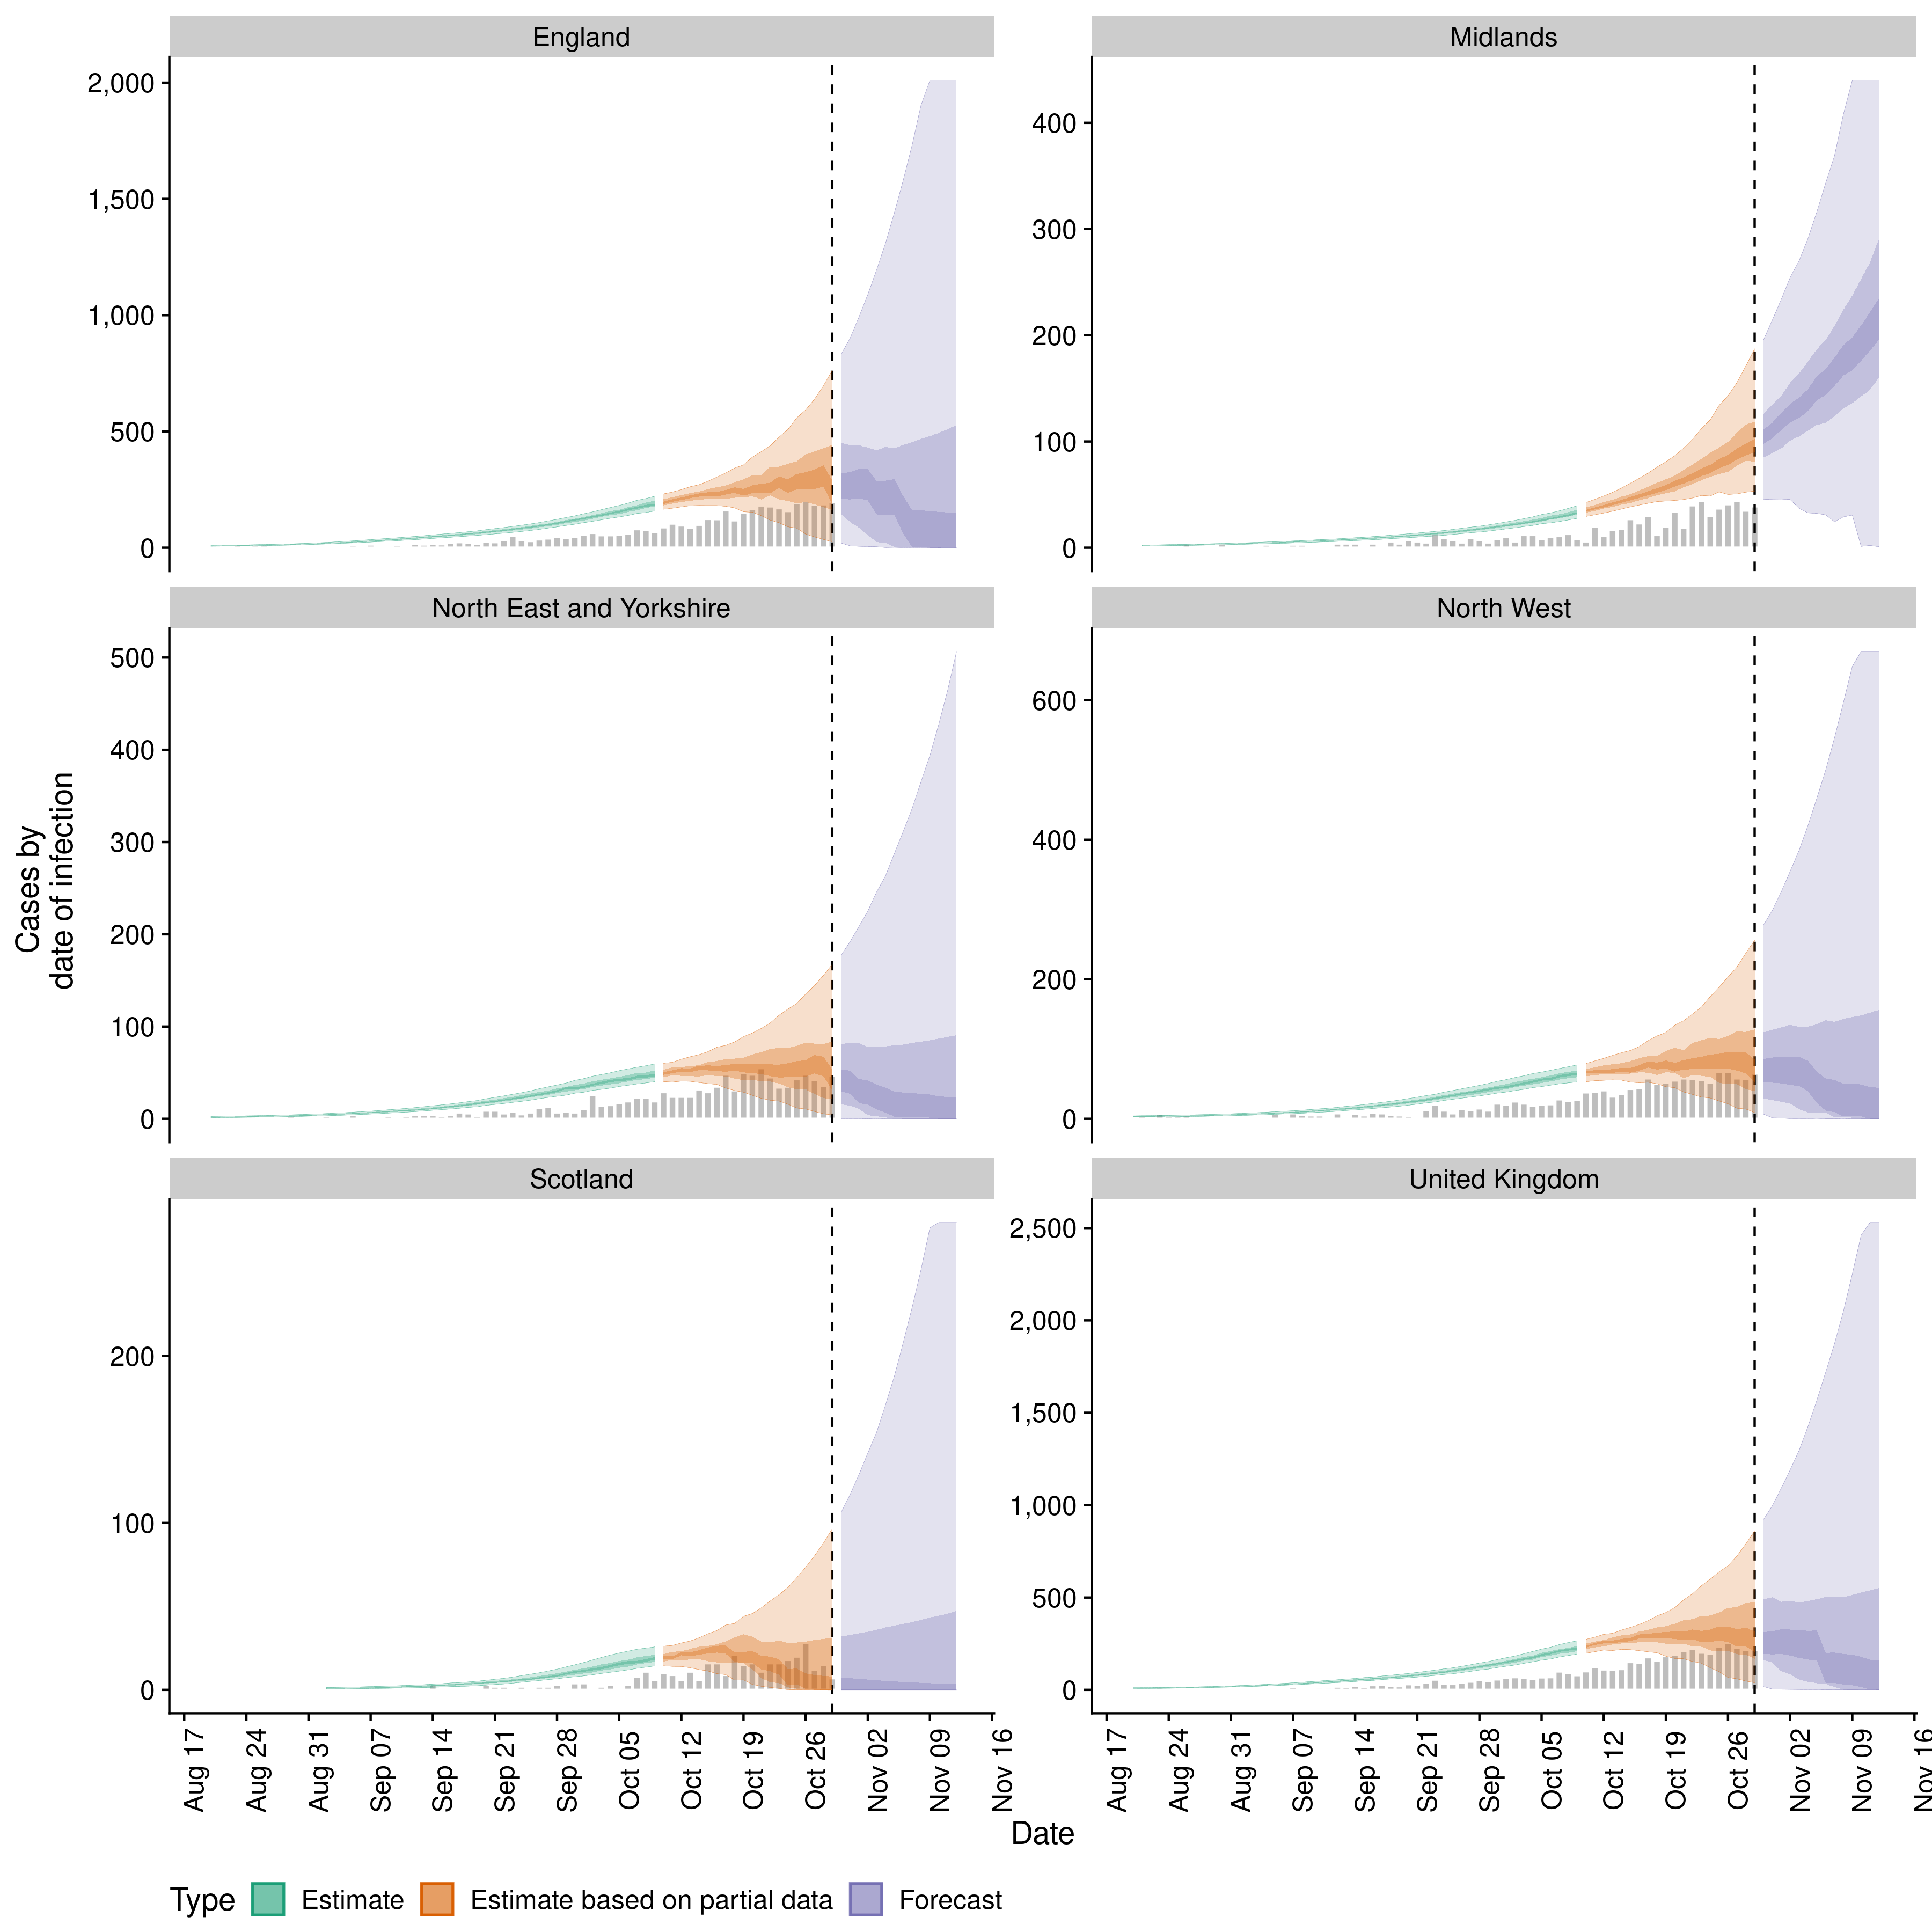 England
Midlands
2,000
1,500
1,000
500
0
400
300
200
100
0
North East and Yorkshire
North West
500
400
300
200
100
0
600
400
200
0
Cases by
date of infection
Scotland
United Kingdom
200
100
0
2,500
2,000
1,500
1,000
500
0
Aug 17
Aug 24
Aug 31
Sep 07
Sep 14
Sep 21
Sep 28
Oct 05
Oct 12
Oct 19
Oct 26
Nov 02
Nov 09
Nov 16
Aug 17
Aug 24
Aug 31
Sep 07
Sep 14
Sep 21
Sep 28
Oct 05
Oct 12
Oct 19
Oct 26
Nov 02
Nov 09
Nov 16
Date
Type Estimate Estimate based on partial data Forecast